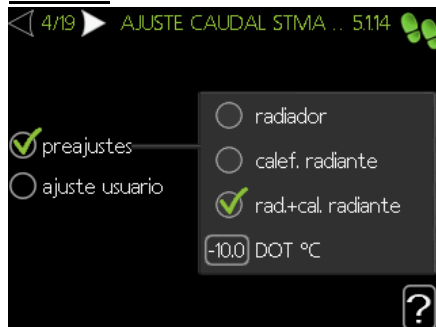 4/19 AJUSTE CAUDAL STMA .. 5.1.14
radiador
preajustes
calef. radiante
ajuste usuario
rad.+cal. radiante
-10.0 DOT °C
?